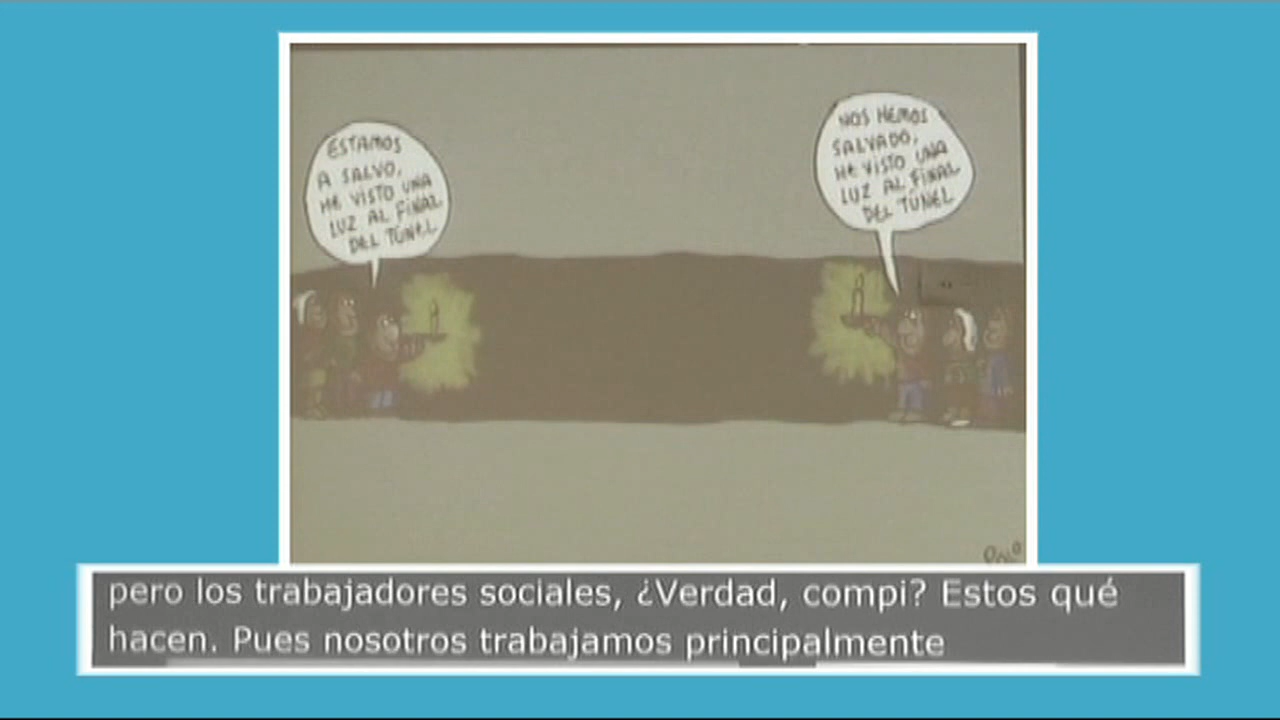 ESTAMOS
A SALVO,
HE VISTO UNA
LUZ AL FINAL
DEL TÚNEL
NOS HEMOS
SALVADO,
HE VISTO UNA
LUZ AL FINAL
DEL TÚNEL
pero los trabajadores sociales, ¿Verdad, compi? Estos qué
hacen. Pues nosotros trabajamos principalmente